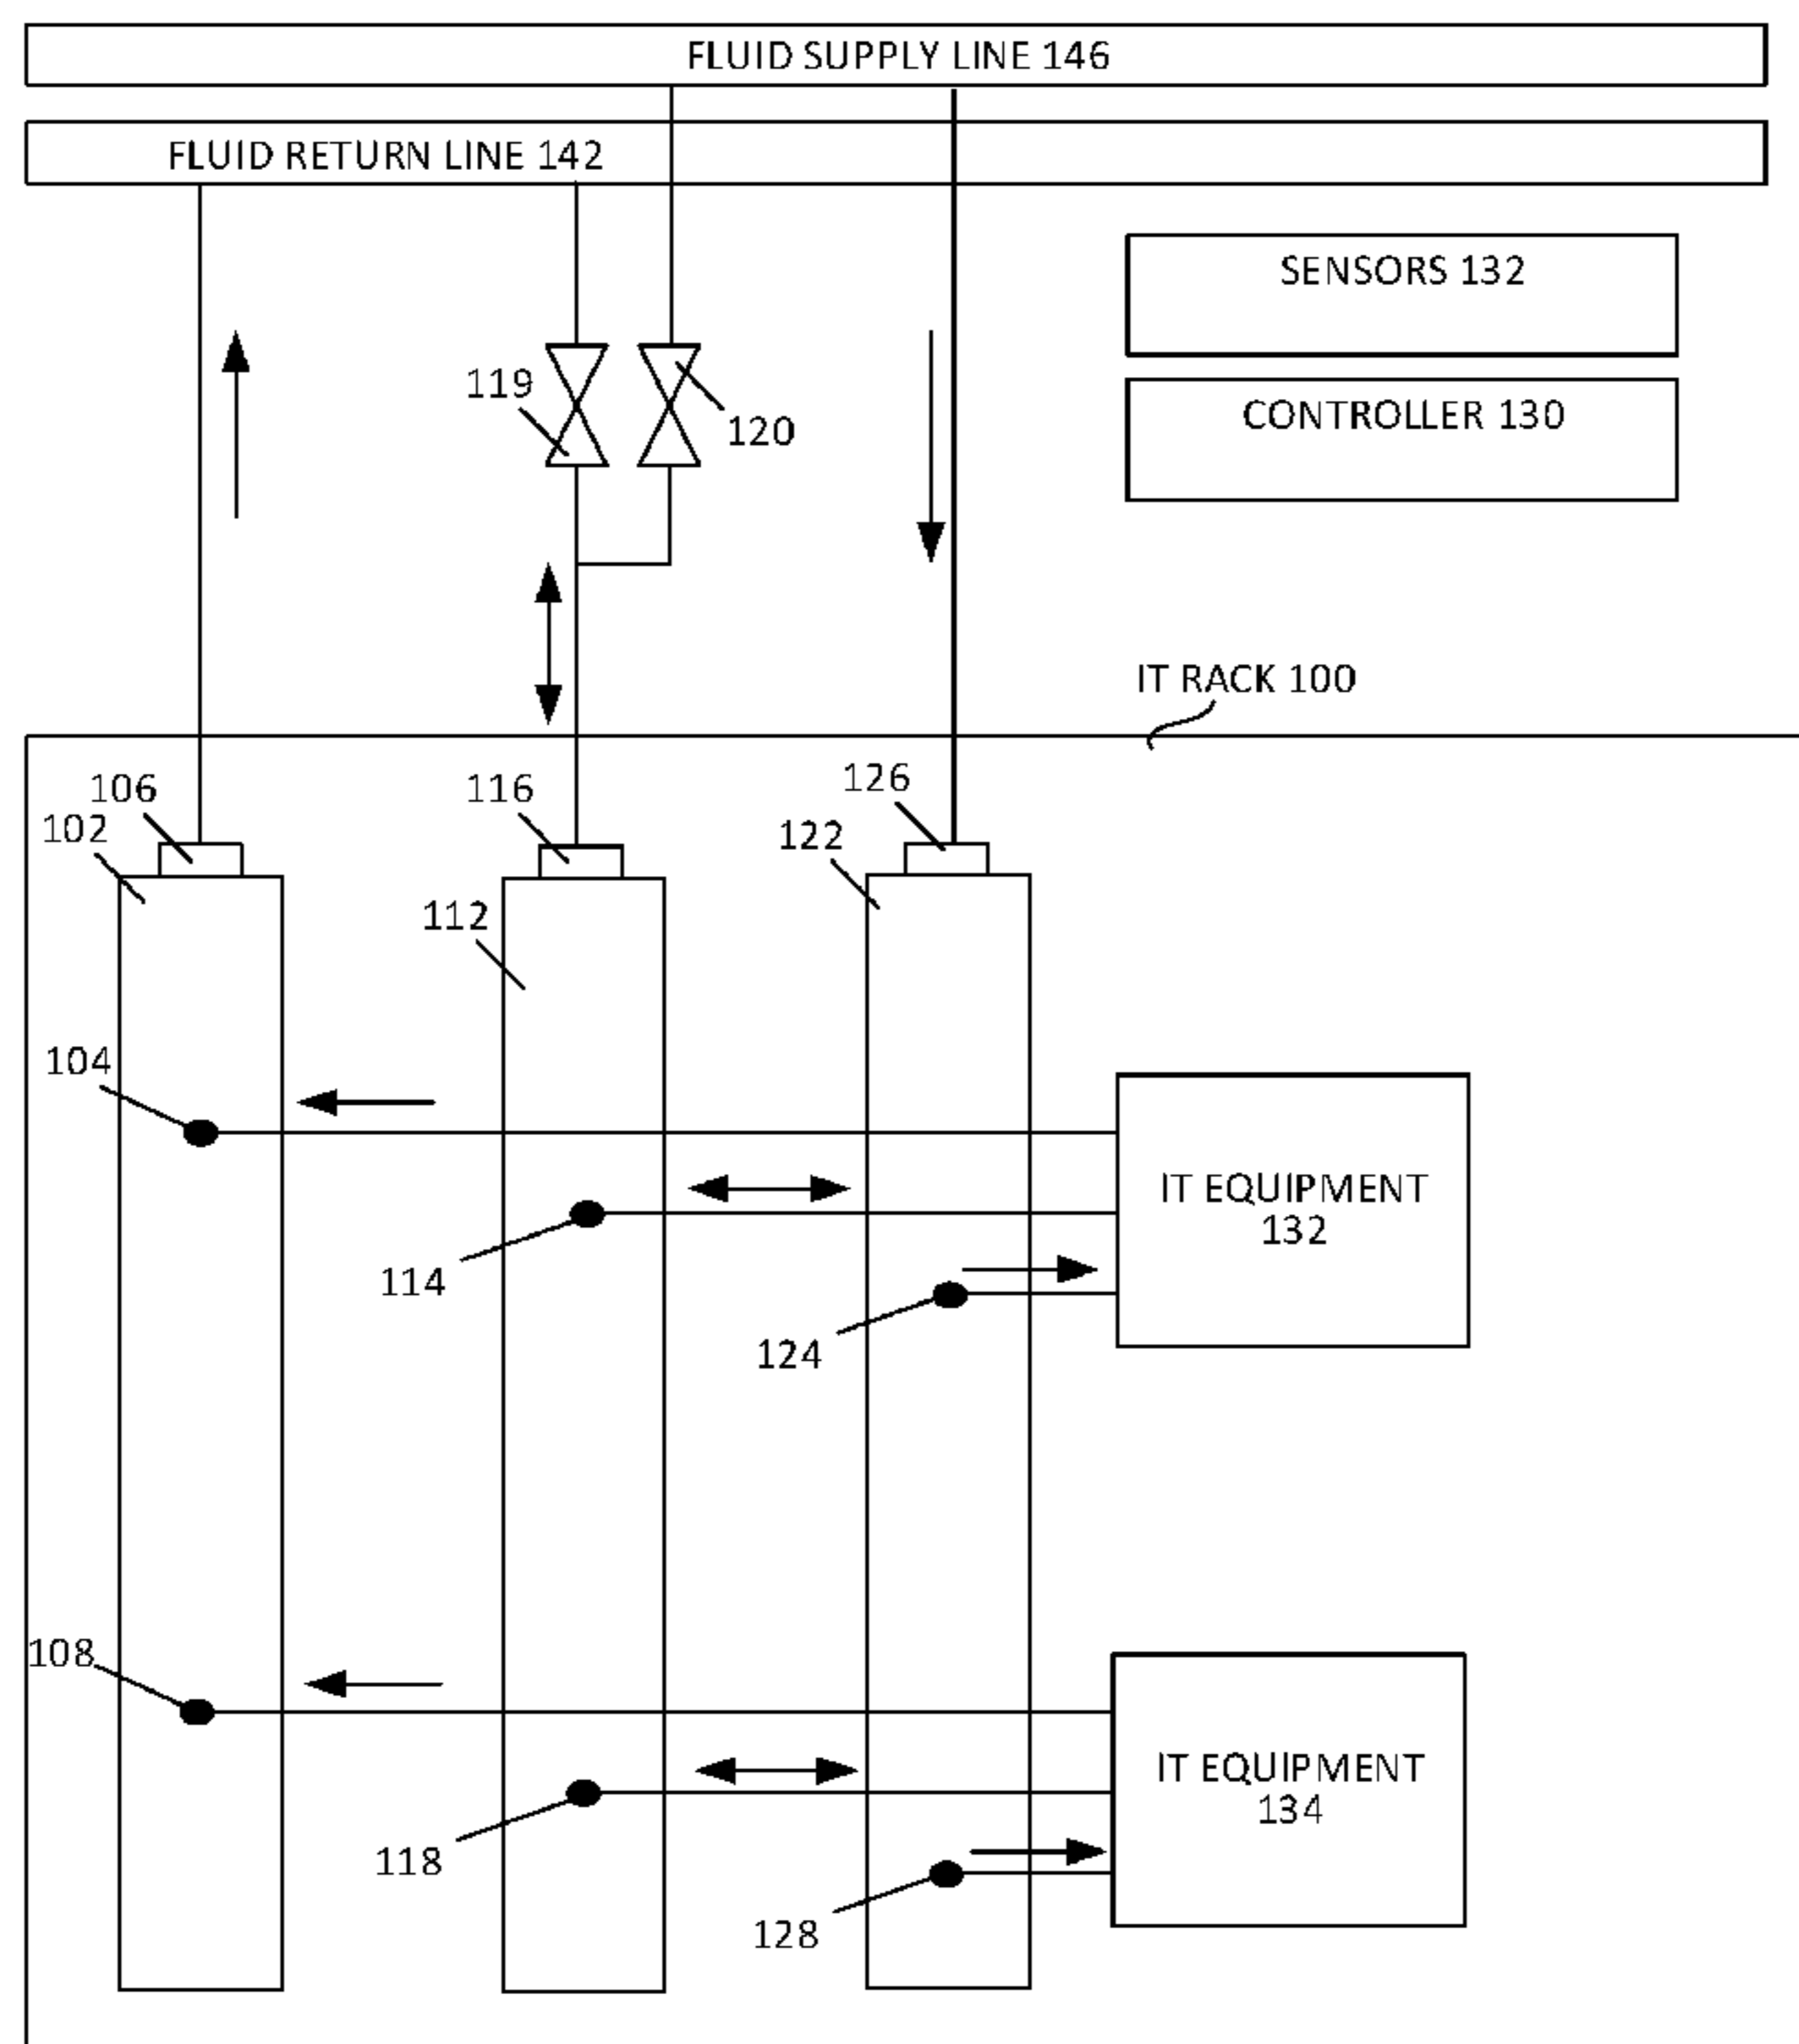 FLUID SUPPLY LINE 146
FLUID RETURN LINE 142
SENSORS 132
119
CONTROLLER 130
120
IT RACK 100
106
116
126
102
122
112
104
IT EQUIPMENT
132
114
124
108
IT EQUIPMENT
134
118
128